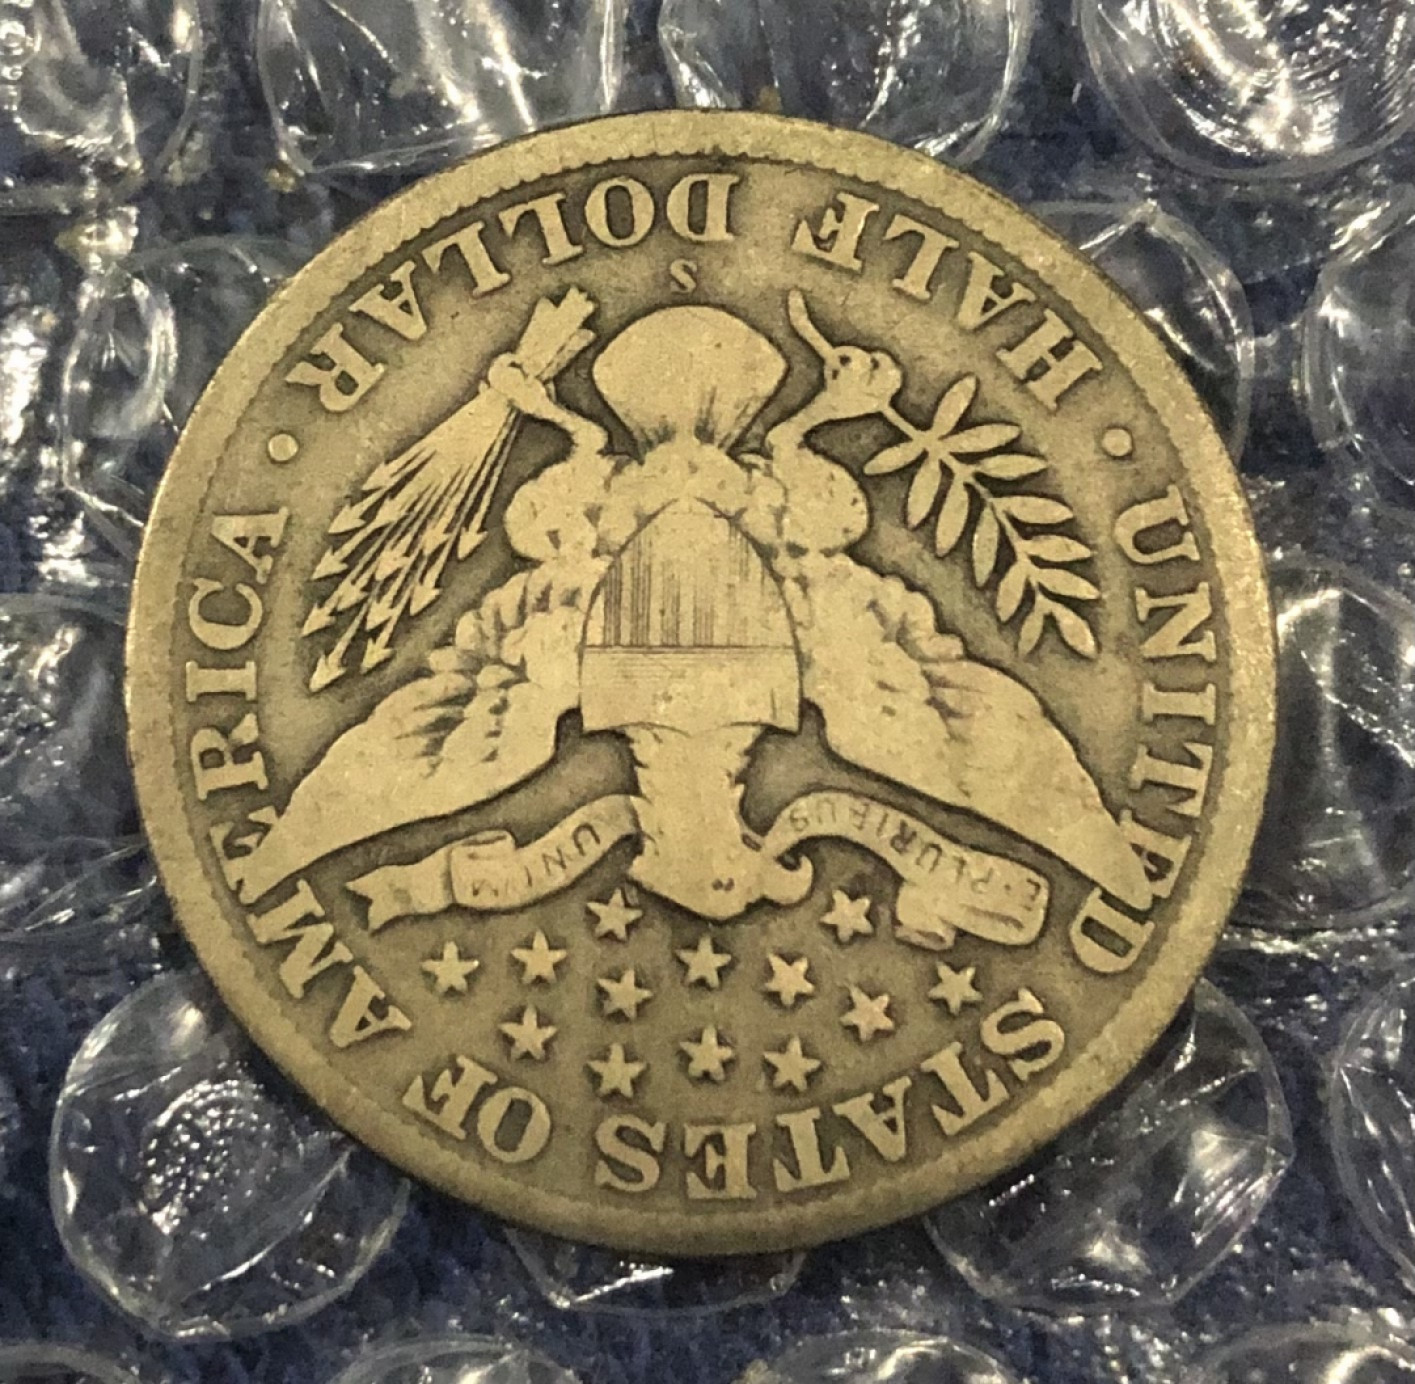 UNITED STATES OF AMERICA
E·PLURIBUS
UNUM
S
HALF DOLLAR